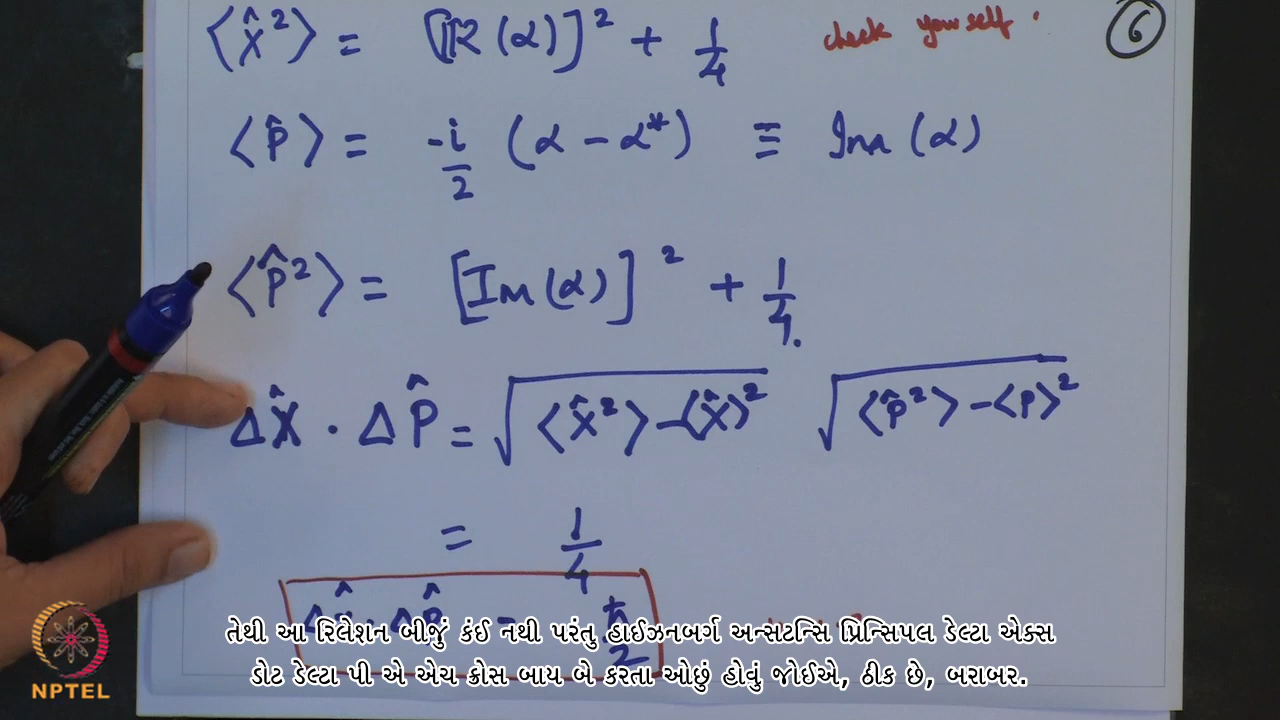 ⟨X̂²⟩ = [ℝ(α)]² + 1/4 check yourself. 6
⟨P̂⟩ = -i/2 (α - α*) ≡ Im(α)
⟨P̂²⟩ = [Im(α)]² + 1/4.
ΔX̂ · ΔP̂ = √(⟨X̂²⟩-⟨X̂⟩²) √(⟨P̂²⟩-⟨P⟩²)
= 1/4
ħ/2
તેથી આ રિલેશન બીજું કંઈ નથી પરંતુ હાઈઝનબર્ગ અન્સટન્સિ પ્રિન્સિપલ ડેલ્ટા એક્સ
ડોટ ડેલ્ટા પી એ એચ ક્રોસ બાય બે કરતા ઓછું હોવું જોઈએ, ઠીક છે, બરાબર.
NPTEL